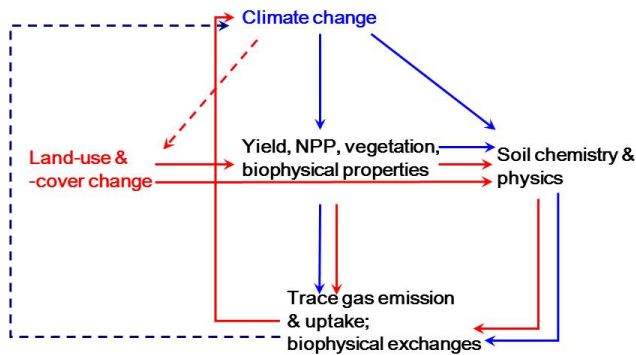 Climate change
Yield, NPP, vegetation,
biophysical properties
Land-use &
-cover change
Soil chemistry &
physics
Trace gas emission
& uptake;
biophysical exchanges